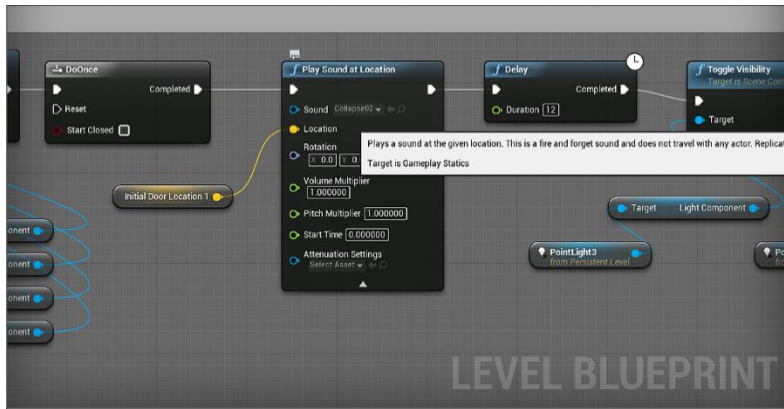 DoOnce
Completed
Reset
Start Closed
Play Sound at Location
Sound Collapse02
Location
Rotation
X 0.0 Y 0
Volume Multiplier
1.000000
Pitch Multiplier 1.000000
Start Time 0.000000
Attenuation Settings
Select Asset
Delay
Completed
Duration 12
Toggle Visibility
Target is Scene Com
Target
Plays a sound at the given location. This is a fire and forget sound and does not travel with any actor. Replicat
Target is Gameplay Statics
Initial Door Location 1
Target Light Component
PointLight3
from Persistent Level
Po
from
onent
onent
onent
onent
LEVEL BLUEPRINT